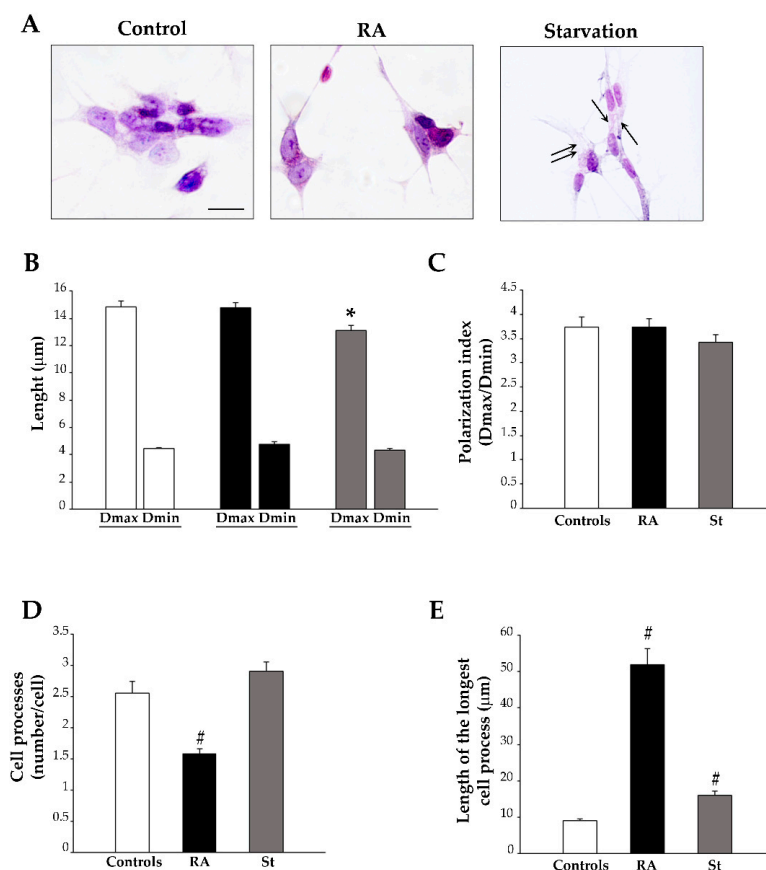 A
Control
RA
Starvation
B
Lenght (μm)
16
14
12
10
8
6
4
2
0
*
Dmax Dmin
Dmax Dmin
Dmax Dmin
C
Polarization index
(Dmax/Dmin)
4.5
4
3.5
3
2.5
2
1.5
1
0.5
0
Controls
RA
St
D
Cell processes
(number/cell)
3.5
3
2.5
2
1.5
1
0.5
0
#
Controls
RA
St
E
Length of the longest
cell process (μm)
60
50
40
30
20
10
0
#
#
Controls
RA
St